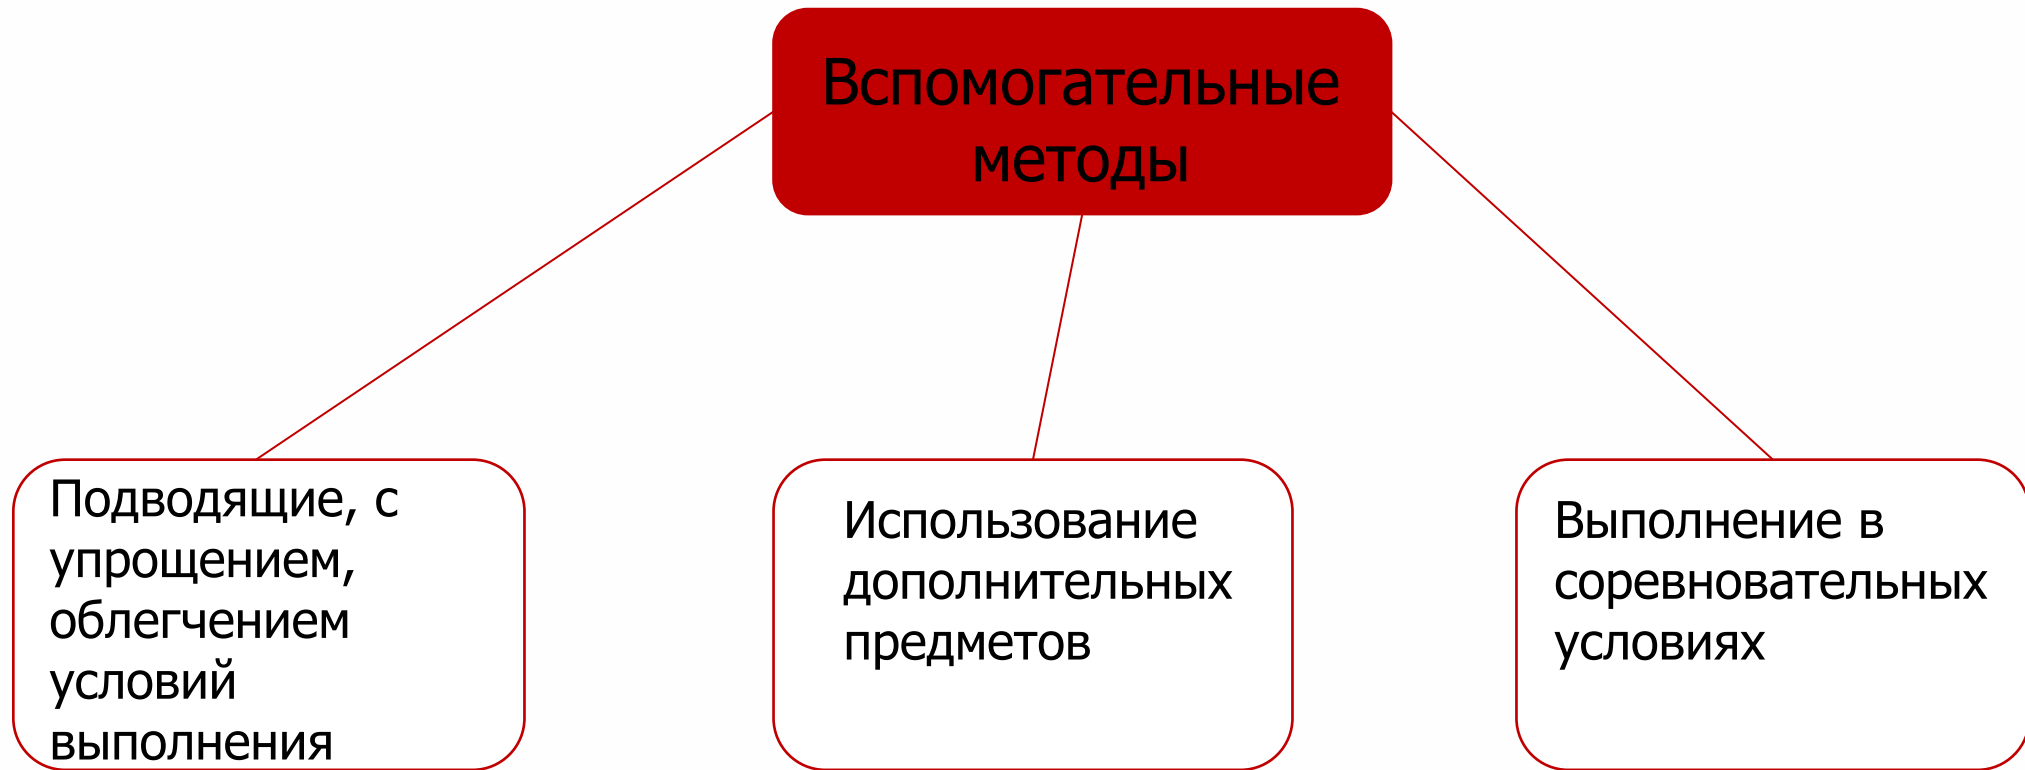 Вспомогательные
методы
Подводящие, с
упрощением,
облегчением
условий
выполнения
Использование
дополнительных
предметов
Выполнение в
соревновательных
условиях